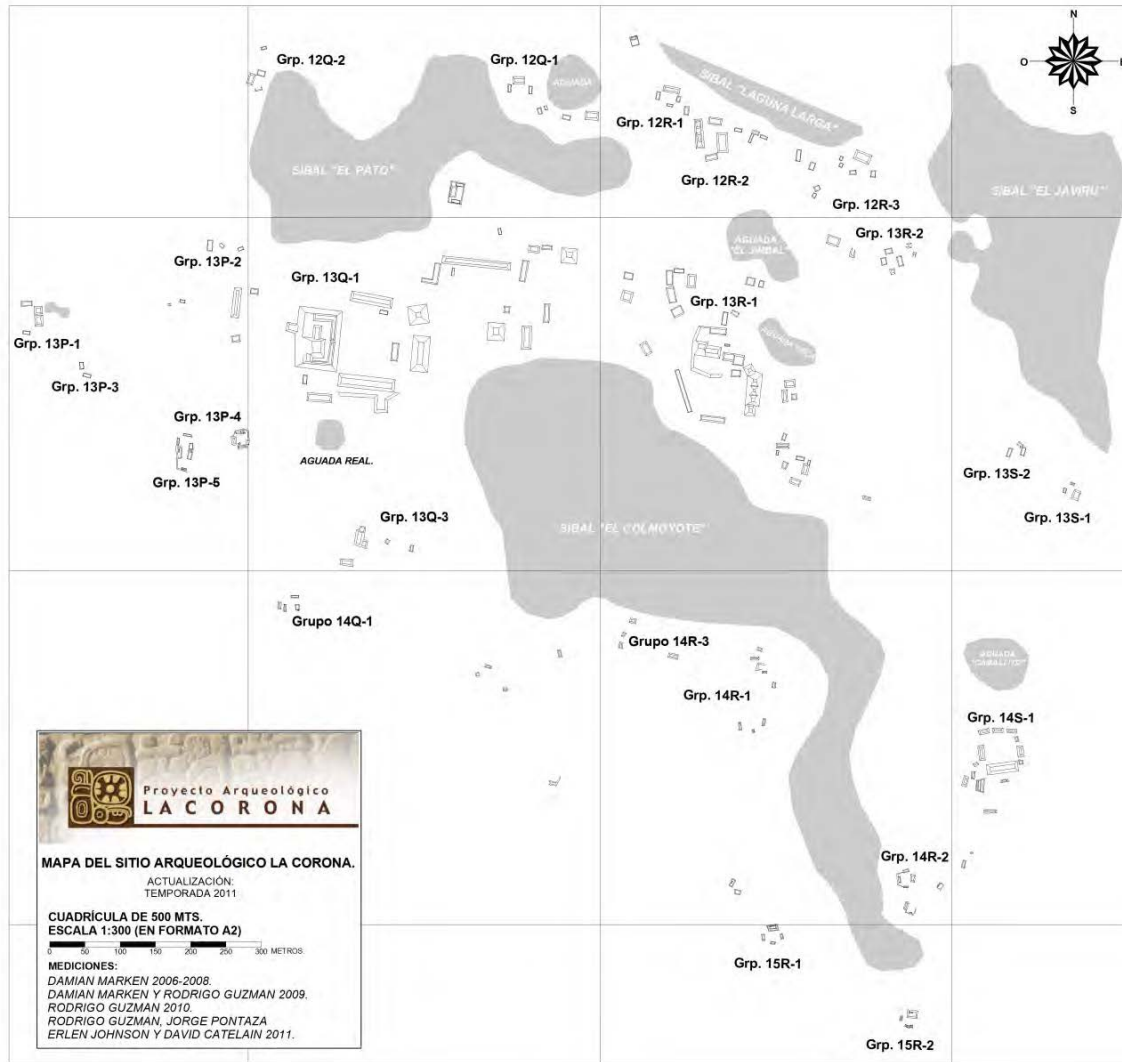 N
O
E
S
Grp. 12Q-2
Grp. 12Q-1
AGUADA
SIBAL "LAGUNA LARGA"
Grp. 12R-1
Grp. 12R-2
SIBAL "EL PATO"
SIBAL "EL JAVIRU"
Grp. 12R-3
Grp. 13R-2
Grp. 13P-2
Grp. 13Q-1
Grp. 13R-1
Grp. 13P-1
Grp. 13P-3
Grp. 13P-4
AGUADA REAL.
Grp. 13P-5
Grp. 13S-2
Grp. 13S-1
Grp. 13Q-3
SIBAL "EL COLMOYOTE"
Grupo 14Q-1
Grupo 14R-3
Grp. 14R-1
AGUADA
Grp. 14S-1
Grp. 14R-2
Grp. 15R-1
Grp. 15R-2
Proyecto Arqueológico
LA CORONA
MAPA DEL SITIO ARQUEOLÓGICO LA CORONA.
ACTUALIZACIÓN:
TEMPORADA 2011
CUADRÍCULA DE 500 MTS.
ESCALA 1:300 (EN FORMATO A2)
0 50 100 150 200 250 300 METROS
MEDICIONES:
DAMIAN MARKEN 2006-2008.
DAMIAN MARKEN Y RODRIGO GUZMAN 2009.
RODRIGO GUZMAN 2010.
RODRIGO GUZMAN, JORGE PONTAZA
ERLEN JOHNSON Y DAVID CATELAIN 2011.